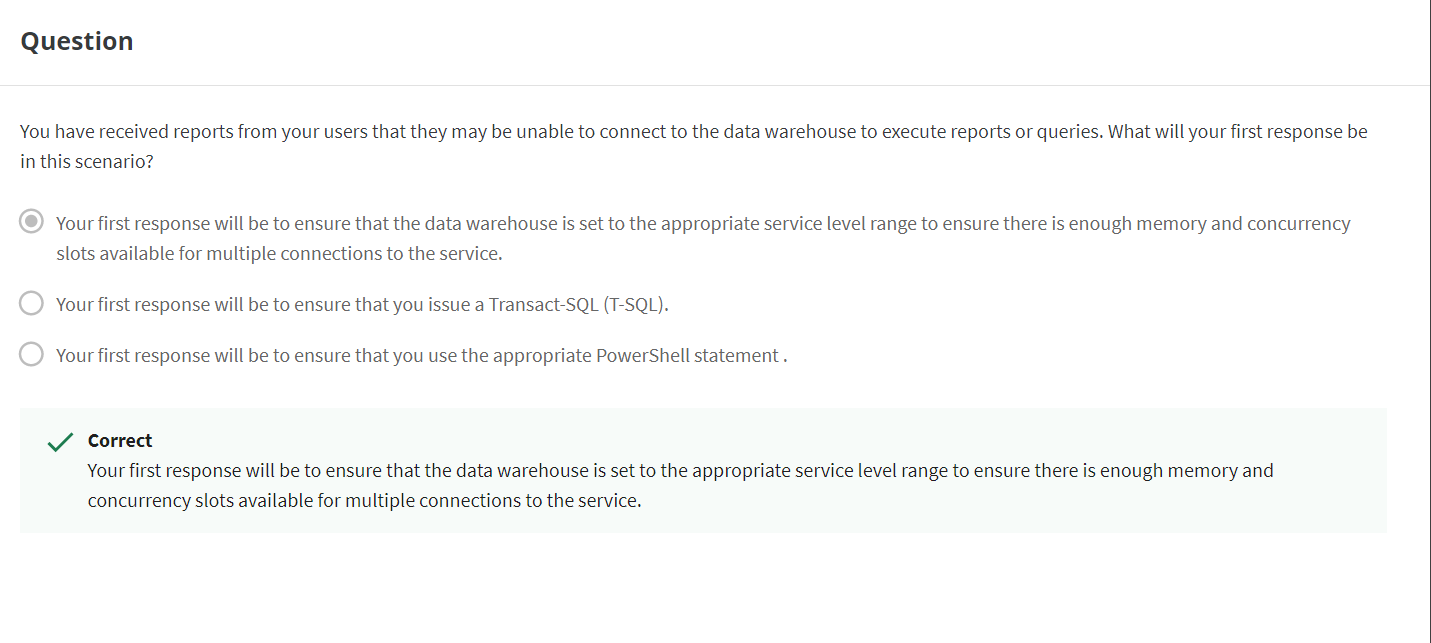 Question
You have received reports from your users that they may be unable to connect to the data warehouse to execute reports or queries. What will your first response be
in this scenario?
Your first response will be to ensure that the data warehouse is set to the appropriate service level range to ensure there is enough memory and concurrency
slots available for multiple connections to the service.
Your first response will be to ensure that you issue a Transact-SQL (T-SQL).
Your first response will be to ensure that you use the appropriate PowerShell statement .
Correct
Your first response will be to ensure that the data warehouse is set to the appropriate service level range to ensure there is enough memory and
concurrency slots available for multiple connections to the service.